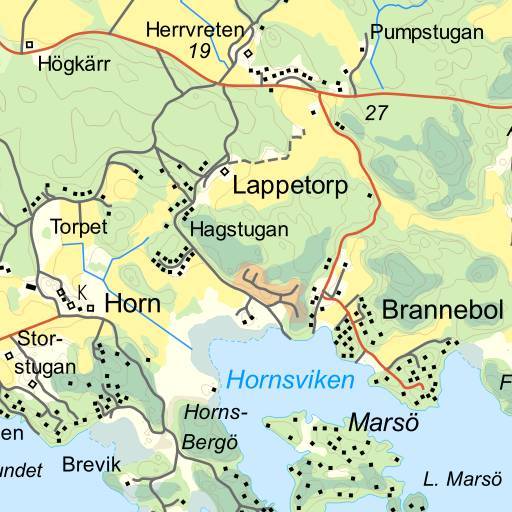 Herrvreten
Pumpstugan
19
Högkärr
27
Lappetorp
Torpet
Hagstugan
K
Horn
Brannebol
Stor-
stugan
Hornsviken
Horns-
Bergö
Marsö
Brevik
L. Marsö